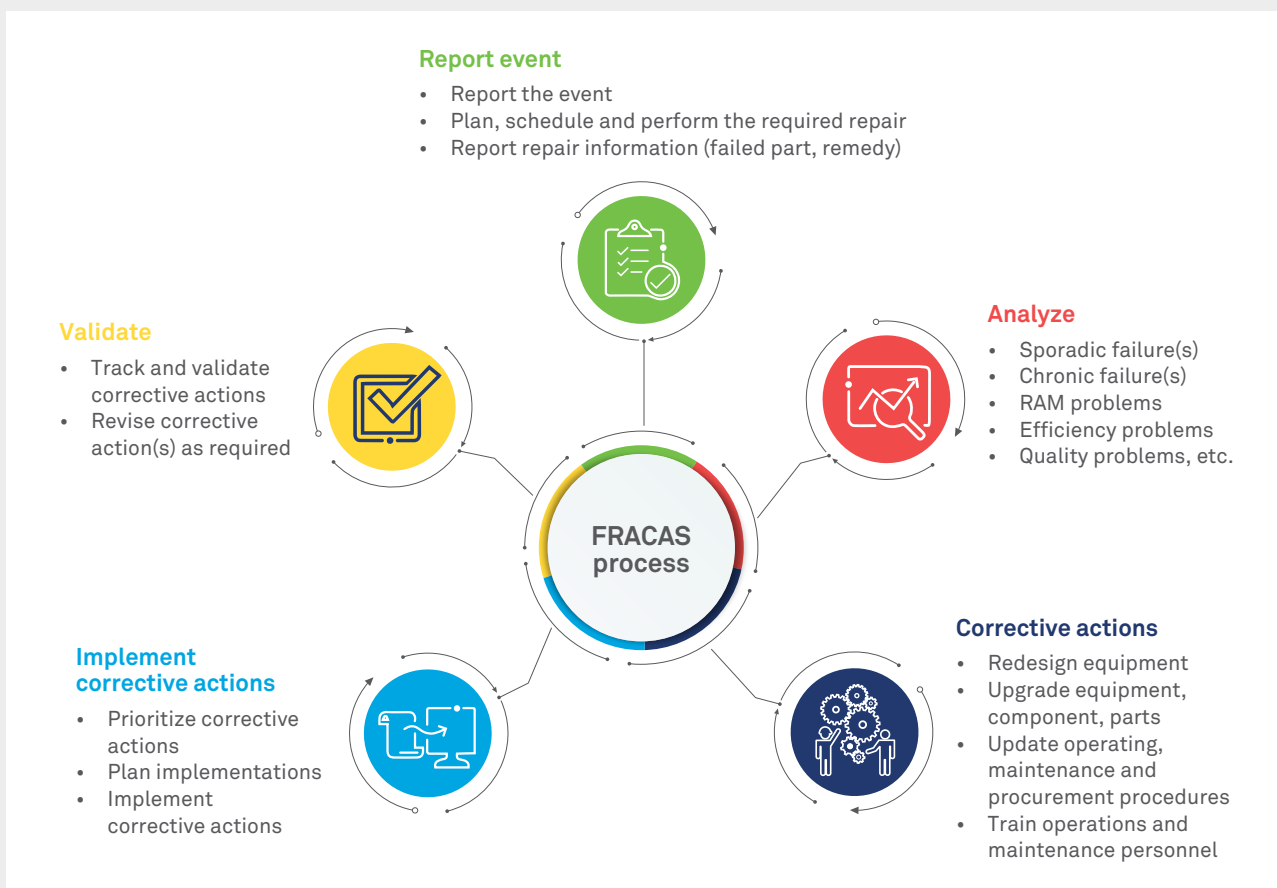 Report event
• Report the event
• Plan, schedule and perform the required repair
• Report repair information (failed part, remedy)
Analyze
• Sporadic failure(s)
• Chronic failure(s)
• RAM problems
• Efficiency problems
• Quality problems, etc.
Corrective actions
• Redesign equipment
• Upgrade equipment,
component, parts
• Update operating,
maintenance and
procurement procedures
• Train operations and
maintenance personnel
Implement
corrective actions
• Prioritize corrective
actions
• Plan implementations
• Implement
corrective actions
Validate
• Track and validate
corrective actions
• Revise corrective
action(s) as required
FRACAS
process